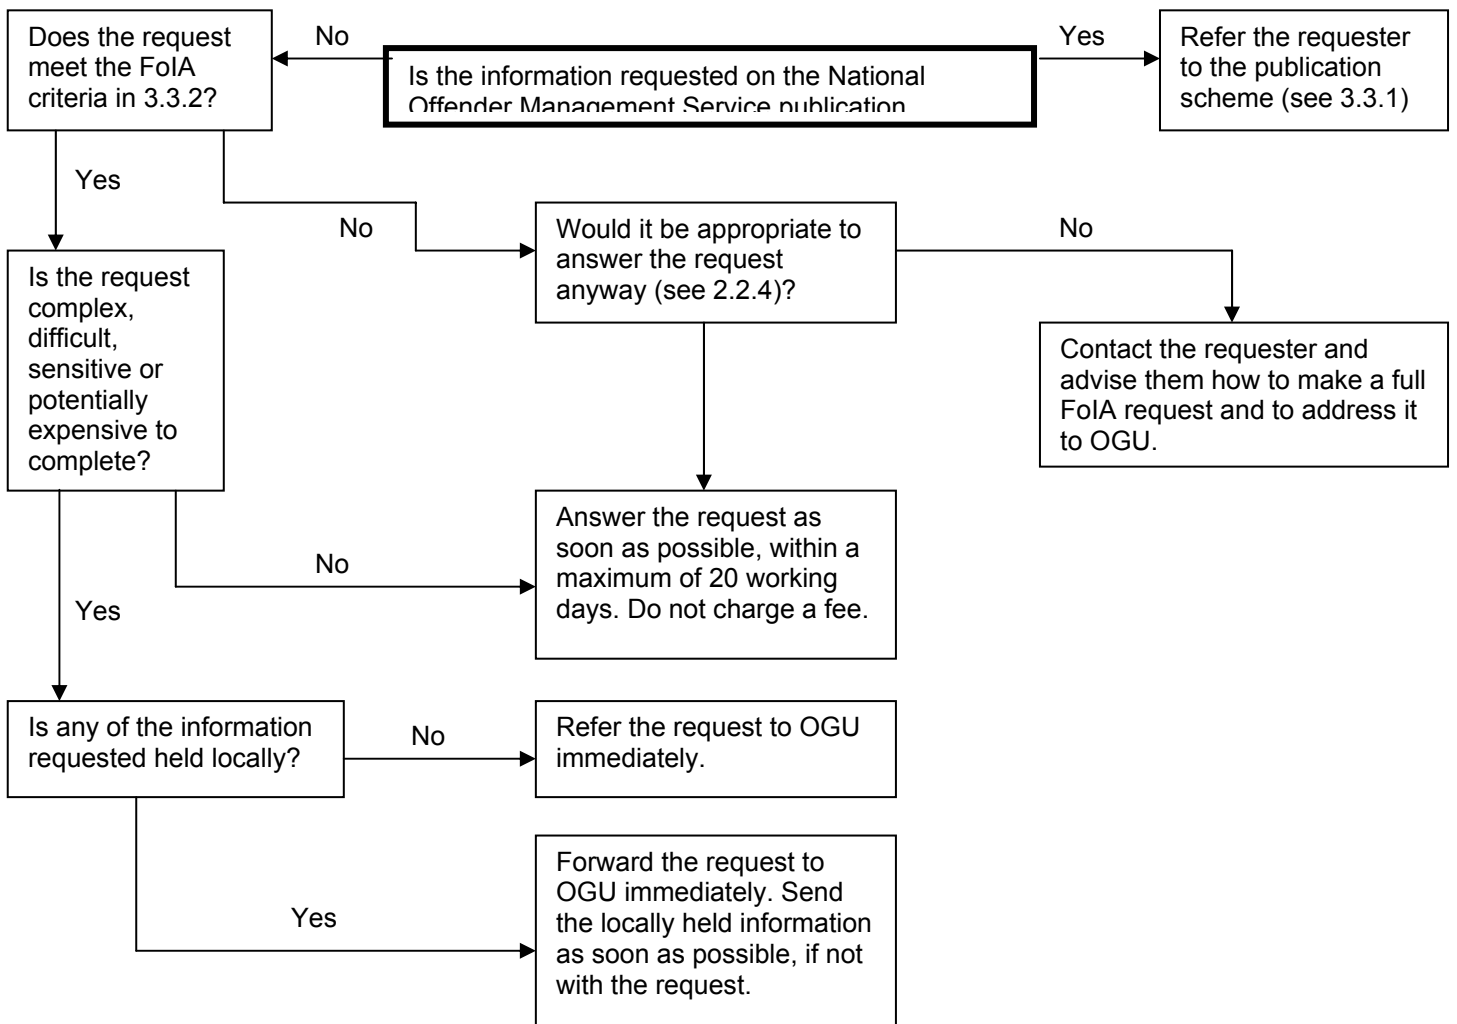 Does the request
meet the FoIA
criteria in 3.3.2?
No
Is the information requested on the National
Offender Management Service publication
Yes
Refer the requester
to the publication
scheme (see 3.3.1)
Yes
No
Would it be appropriate to
answer the request
anyway (see 2.2.4)?
No
Is the request
complex,
difficult,
sensitive or
potentially
expensive to
complete?
Contact the requester and
advise them how to make a full
FoIA request and to address it
to OGU.
No
Answer the request as
soon as possible, within a
maximum of 20 working
days. Do not charge a fee.
Yes
Is any of the information
requested held locally?
No
Refer the request to OGU
immediately.
Yes
Forward the request to
OGU immediately. Send
the locally held information
as soon as possible, if not
with the request.